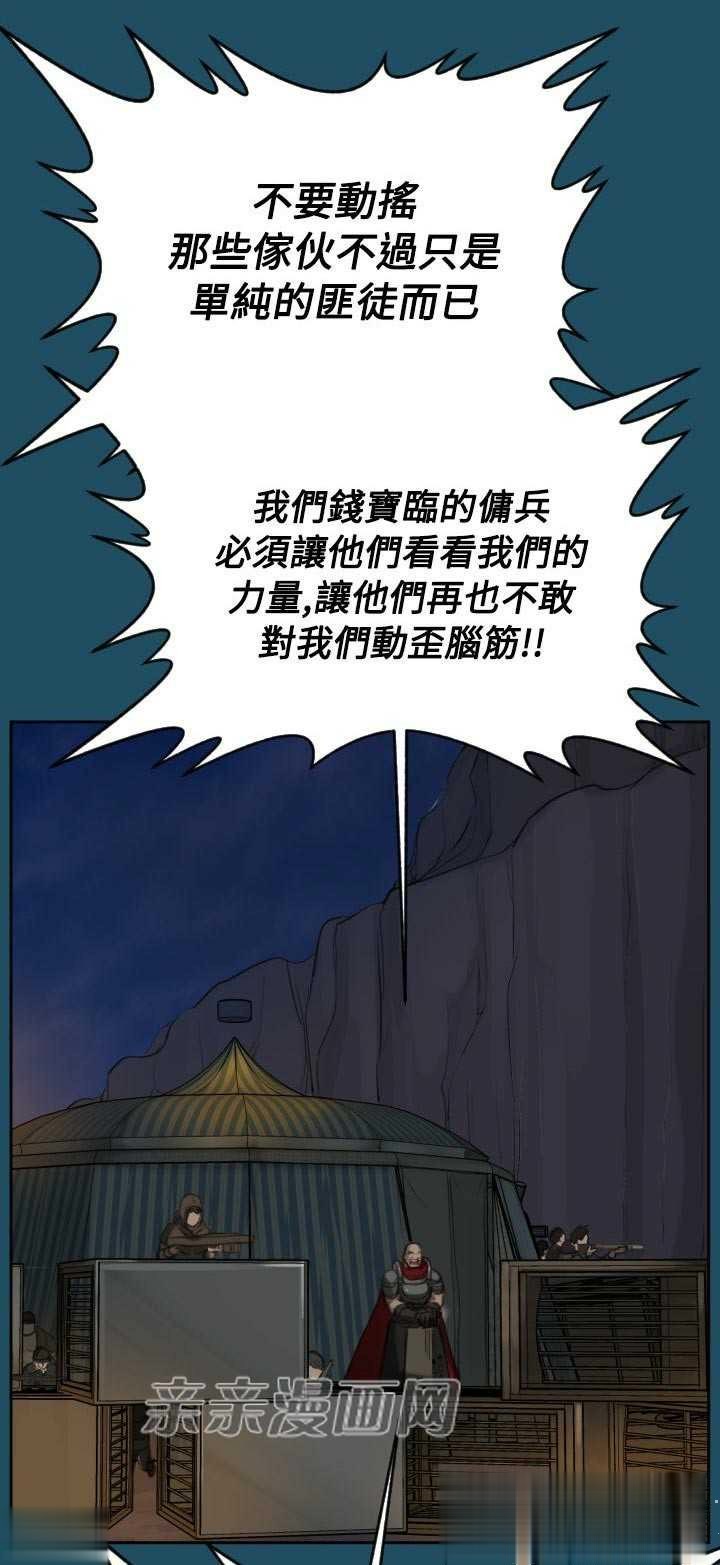 不要動搖
那些傢伙不過只是
單純的匪徒而已
我們錢寶臨的傭兵
必須讓他們看看我們的
力量,讓他們再也不敢
對我們動歪腦筋!!
亲亲漫画网